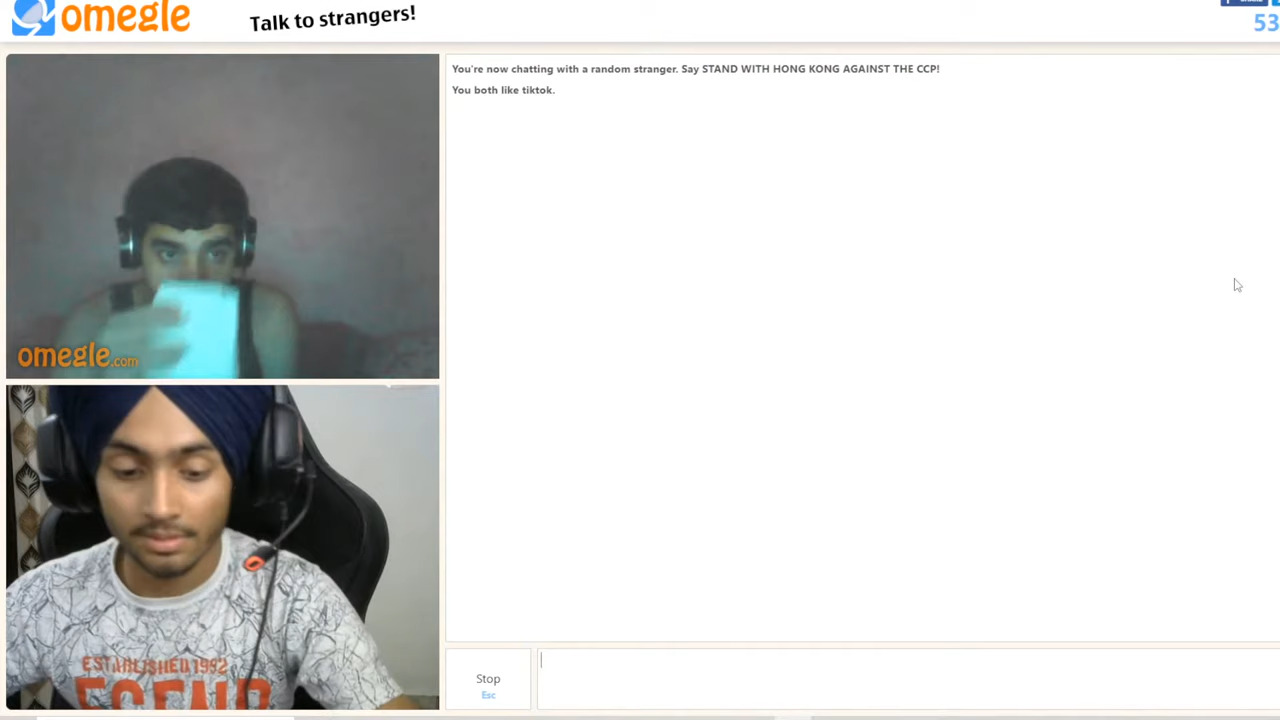 omegle
Talk to strangers!
53
You're now chatting with a random stranger. Say STAND WITH HONG KONG AGAINST THE CCP!
You both like tiktok.
omegle.com
ESTABLISHED 1992
Stop
Esc